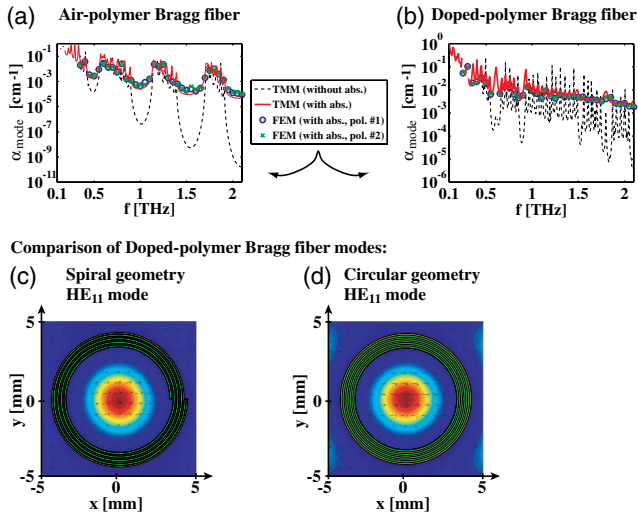 (a) Air-polymer Bragg fiber
α_mode [cm⁻¹]
10⁻¹
10⁻³
10⁻⁵
10⁻⁷
10⁻⁹
10⁻¹¹
0.1 0.5 1 1.5 2
f [THz]
TMM (without abs.)
TMM (with abs.)
FEM (with abs., pol. #1)
FEM (with abs., pol. #2)
(b) Doped-polymer Bragg fiber
α_mode [cm⁻¹]
10⁰
10⁻¹
10⁻²
10⁻³
10⁻⁴
10⁻⁵
10⁻⁶
0.1 0.5 1 1.5 2
f [THz]
Comparison of Doped-polymer Bragg fiber modes:
(c) Spiral geometry
HE₁₁ mode
y [mm]
5
0
-5
-5 0 5
x [mm]
(d) Circular geometry
HE₁₁ mode
y [mm]
5
0
-5
-5 0 5
x [mm]